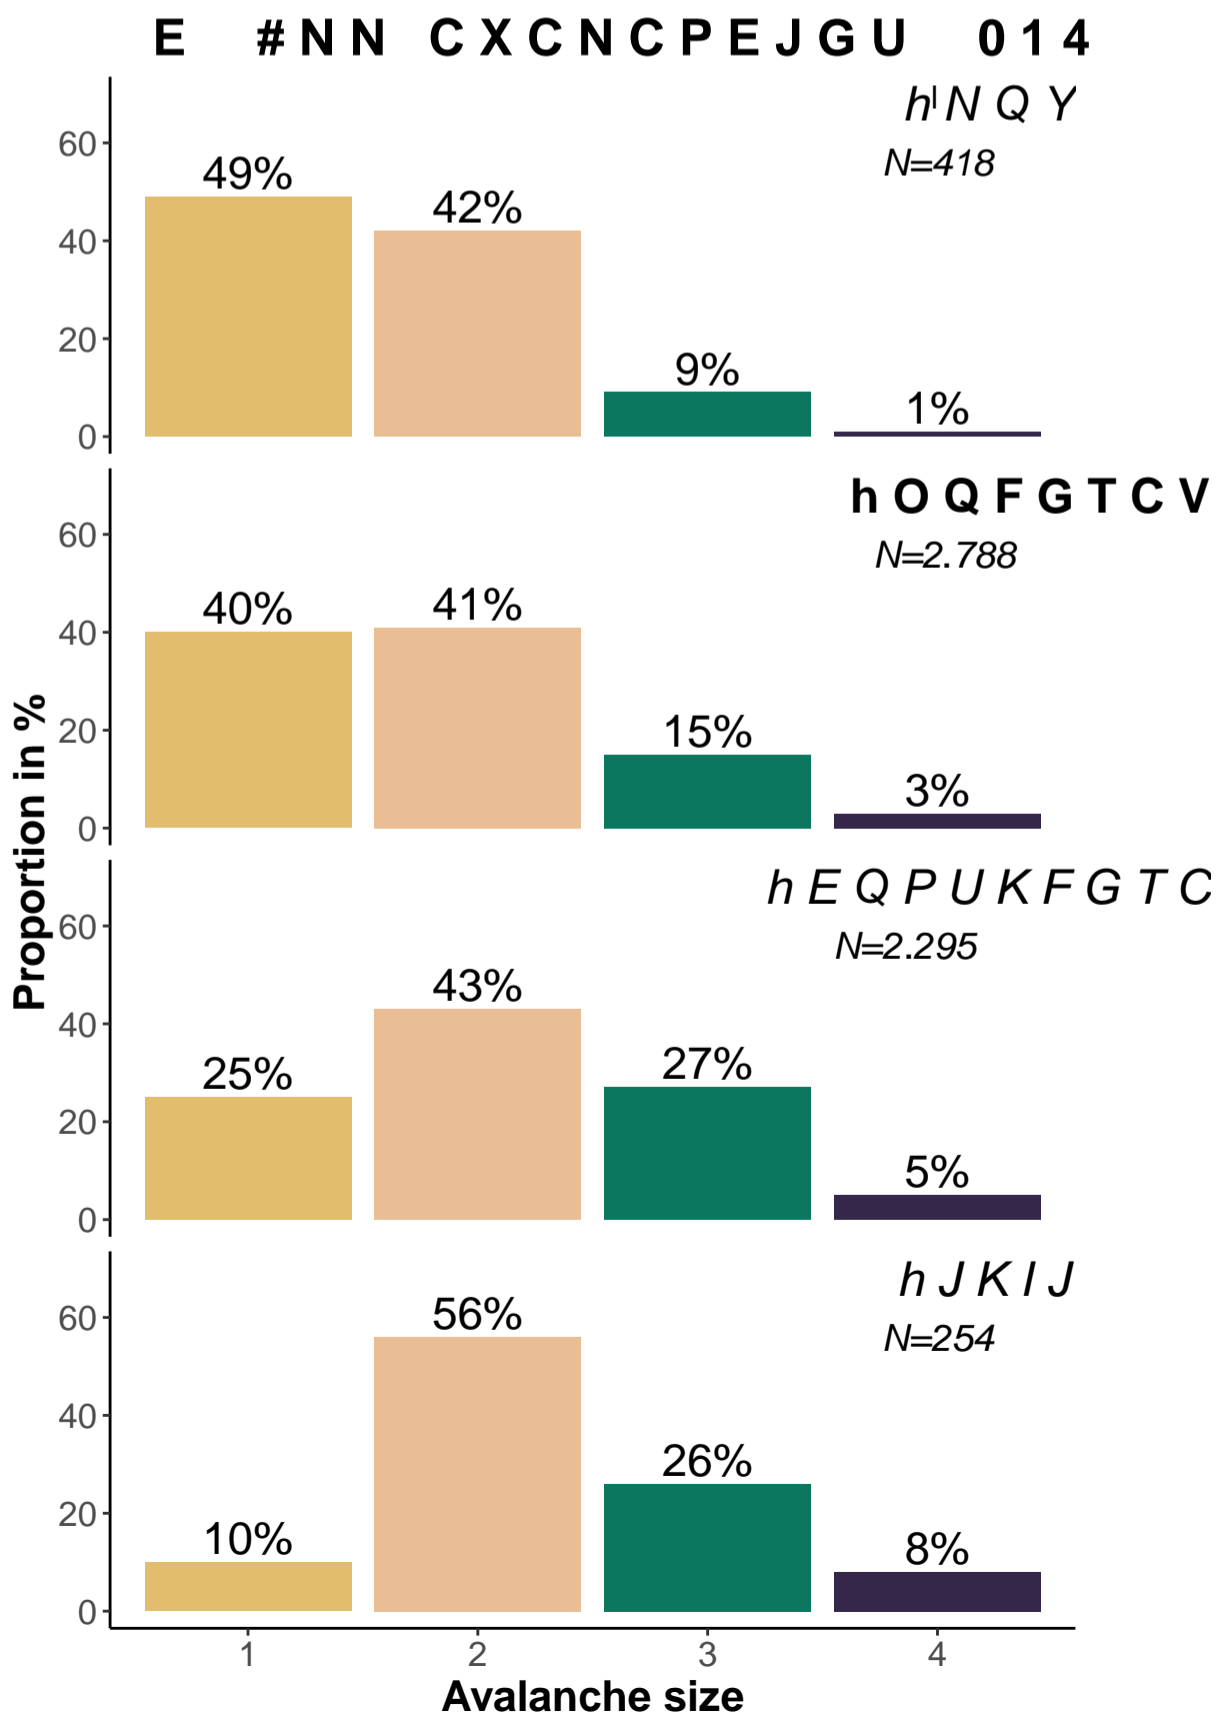 E #NN CXCNCPEJGU 014
h|NQY
N=418
60
49%
42%
40
20
9%
1%
0
hOQFGTCV
N=2.788
60
40%
41%
40
20
15%
3%
0
hEQPUKFGTC
N=2.295
60
43%
40
25%
27%
20
5%
0
hJKIJ
N=254
60
56%
40
26%
20
10%
8%
0
1 2 3 4
Avalanche size
Proportion in %